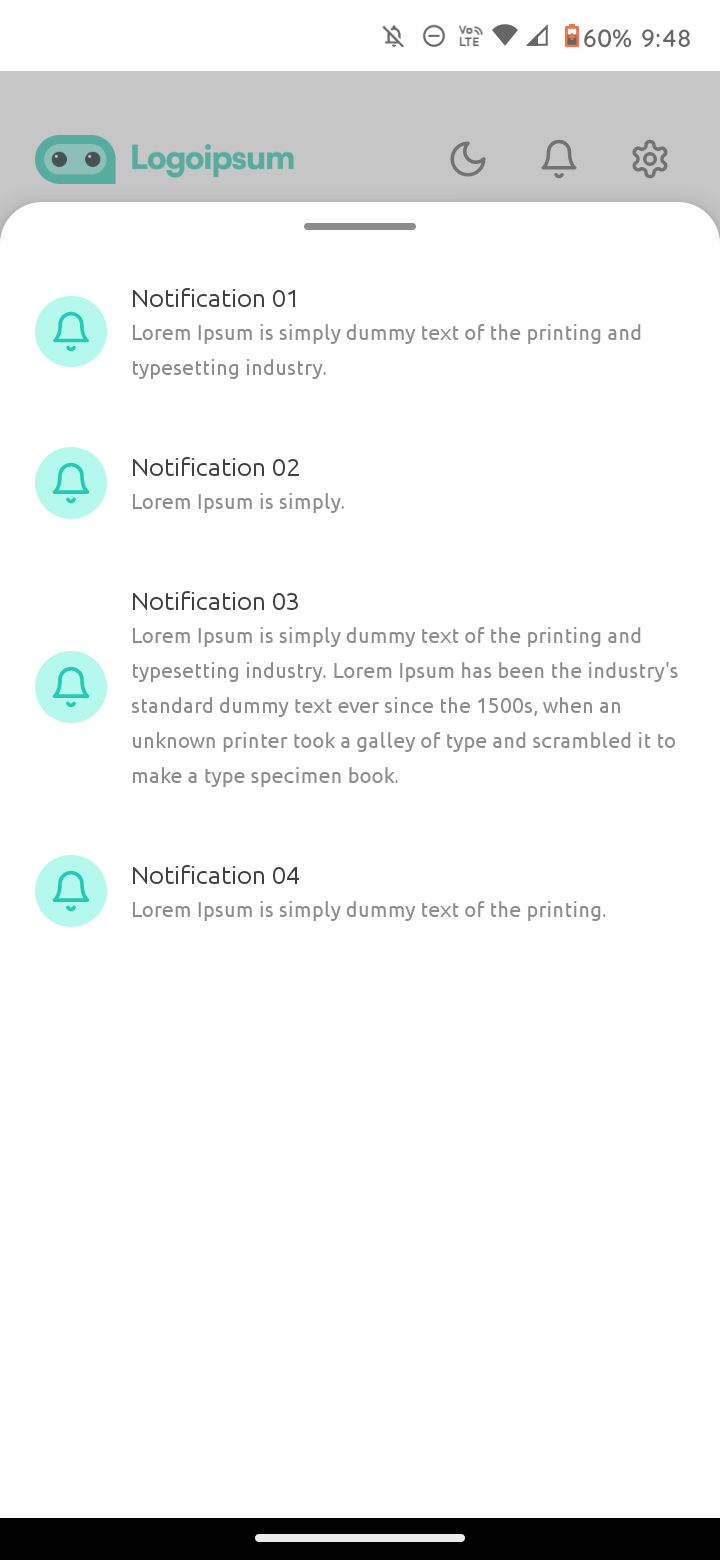 Vo LTE 60% 9:48
Logoipsum
Notification 01
Lorem Ipsum is simply dummy text of the printing and
typesetting industry.
Notification 02
Lorem Ipsum is simply.
Notification 03
Lorem Ipsum is simply dummy text of the printing and
typesetting industry. Lorem Ipsum has been the industry's
standard dummy text ever since the 1500s, when an
unknown printer took a galley of type and scrambled it to
make a type specimen book.
Notification 04
Lorem Ipsum is simply dummy text of the printing.